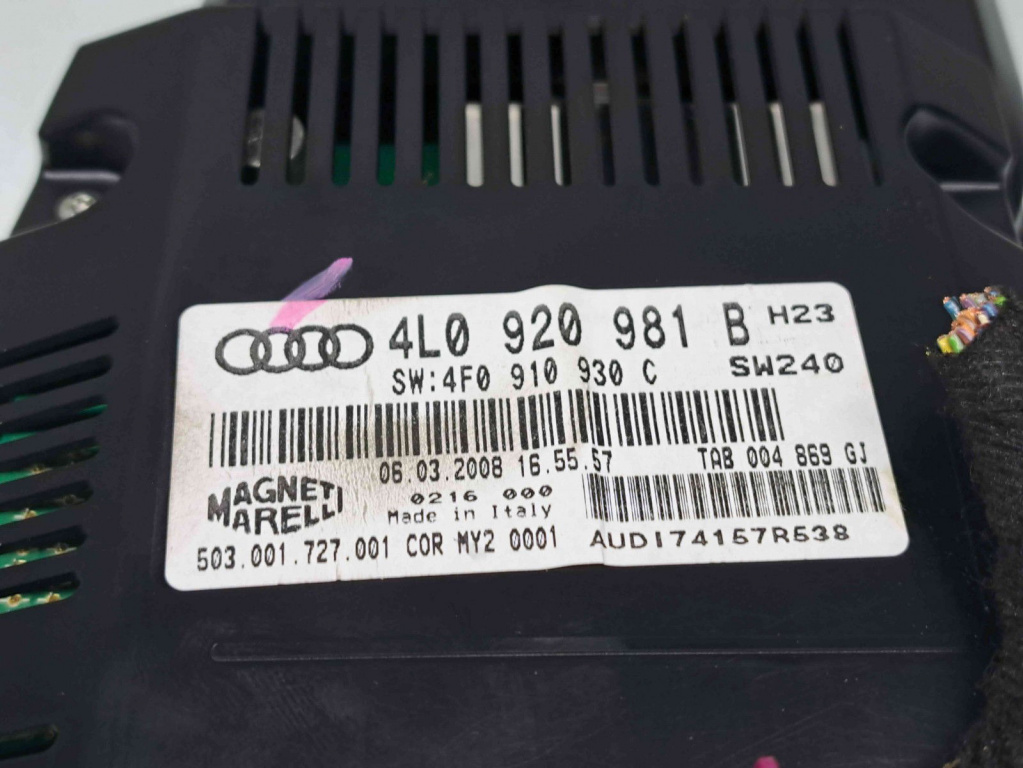 4L0 920 981 B H23
SW:4F0 910 930 C SW240
06.03.2008 16.55.57 TAB 004 869 GJ
MAGNETI
MARELLI
0216 000
Made in Italy
503.001.727.001 COR MY2 0001
AUDI74157R538